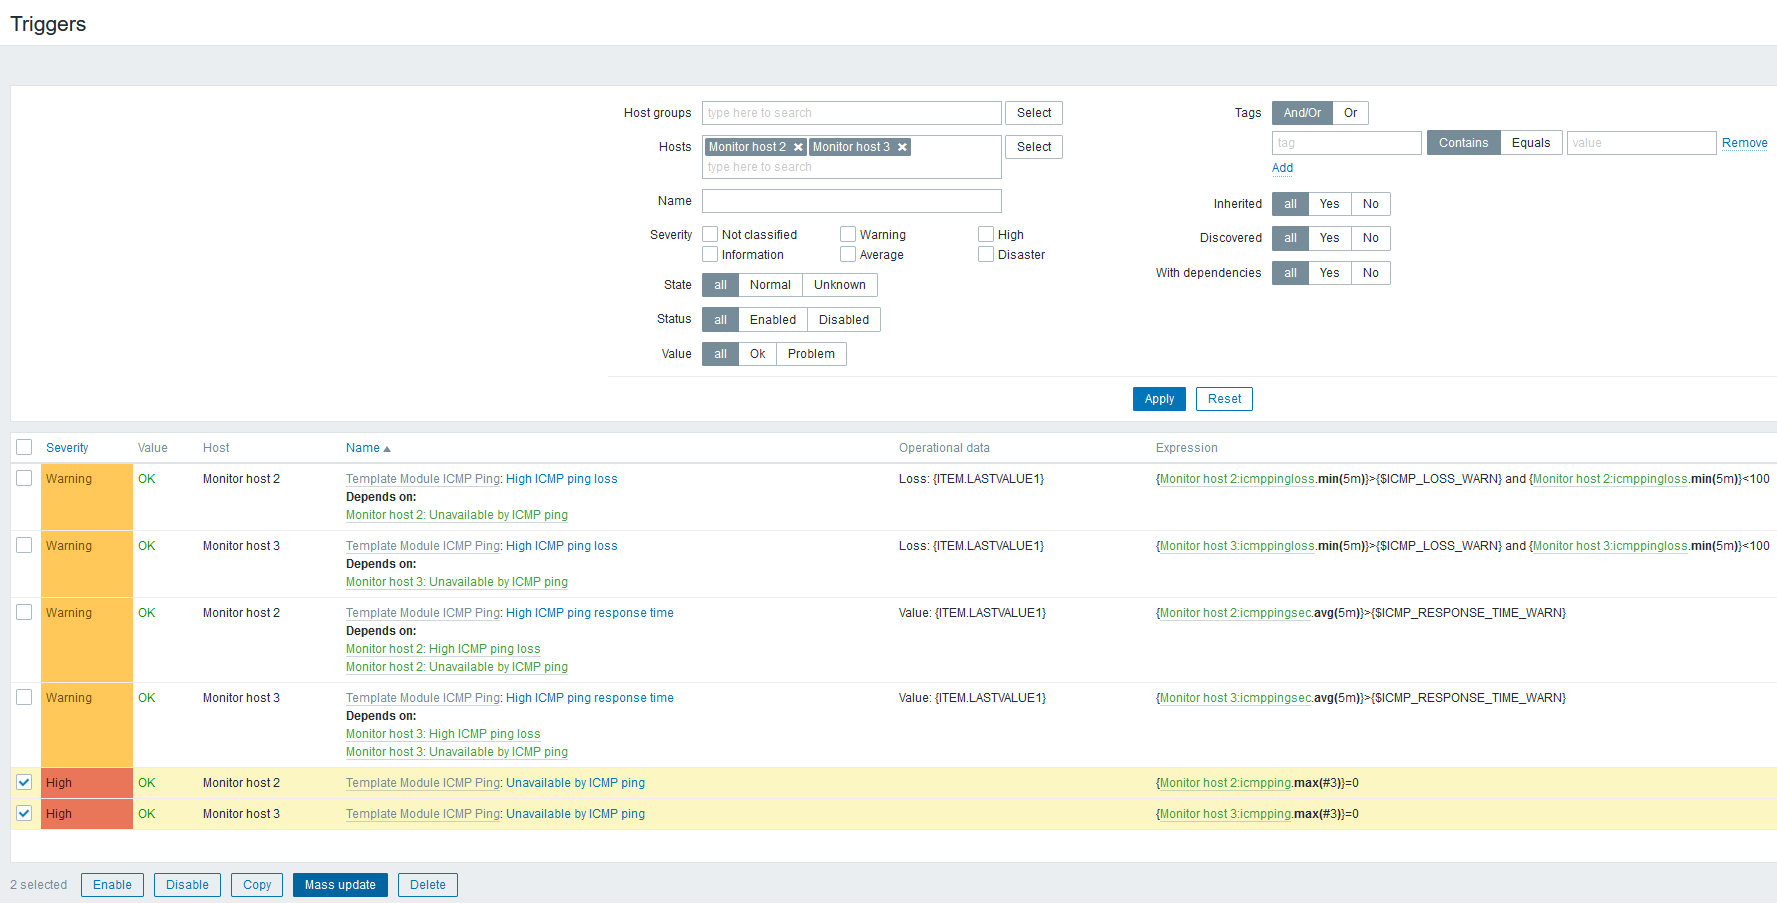 Triggers
Host groups type here to search Select Tags And/Or Or
Hosts Monitor host 2 Monitor host 3 Select tag Contains Equals value Remove
type here to search Add
Name Inherited all Yes No
Severity Not classified Warning High Discovered all Yes No
Information Average Disaster
State all Normal Unknown With dependencies all Yes No
Status all Enabled Disabled
Value all Ok Problem
Apply Reset
Severity Value Host Name Operational data Expression
Warning OK Monitor host 2 Template Module ICMP Ping: High ICMP ping loss Loss: {ITEM.LASTVALUE1} {Monitor host 2:icmppingloss.min(5m)}>{$ICMP_LOSS_WARN} and {Monitor host 2:icmppingloss.min(5m)}<100
Depends on:
Monitor host 2: Unavailable by ICMP ping
Warning OK Monitor host 3 Template Module ICMP Ping: High ICMP ping loss Loss: {ITEM.LASTVALUE1} {Monitor host 3:icmppingloss.min(5m)}>{$ICMP_LOSS_WARN} and {Monitor host 3:icmppingloss.min(5m)}<100
Depends on:
Monitor host 3: Unavailable by ICMP ping
Warning OK Monitor host 2 Template Module ICMP Ping: High ICMP ping response time Value: {ITEM.LASTVALUE1} {Monitor host 2:icmppingsec.avg(5m)}>{$ICMP_RESPONSE_TIME_WARN}
Depends on:
Monitor host 2: High ICMP ping loss
Monitor host 2: Unavailable by ICMP ping
Warning OK Monitor host 3 Template Module ICMP Ping: High ICMP ping response time Value: {ITEM.LASTVALUE1} {Monitor host 3:icmppingsec.avg(5m)}>{$ICMP_RESPONSE_TIME_WARN}
Depends on:
Monitor host 3: High ICMP ping loss
Monitor host 3: Unavailable by ICMP ping
High OK Monitor host 2 Template Module ICMP Ping: Unavailable by ICMP ping {Monitor host 2:icmpping.max(#3)}=0
High OK Monitor host 3 Template Module ICMP Ping: Unavailable by ICMP ping {Monitor host 3:icmpping.max(#3)}=0
2 selected Enable Disable Copy Mass update Delete